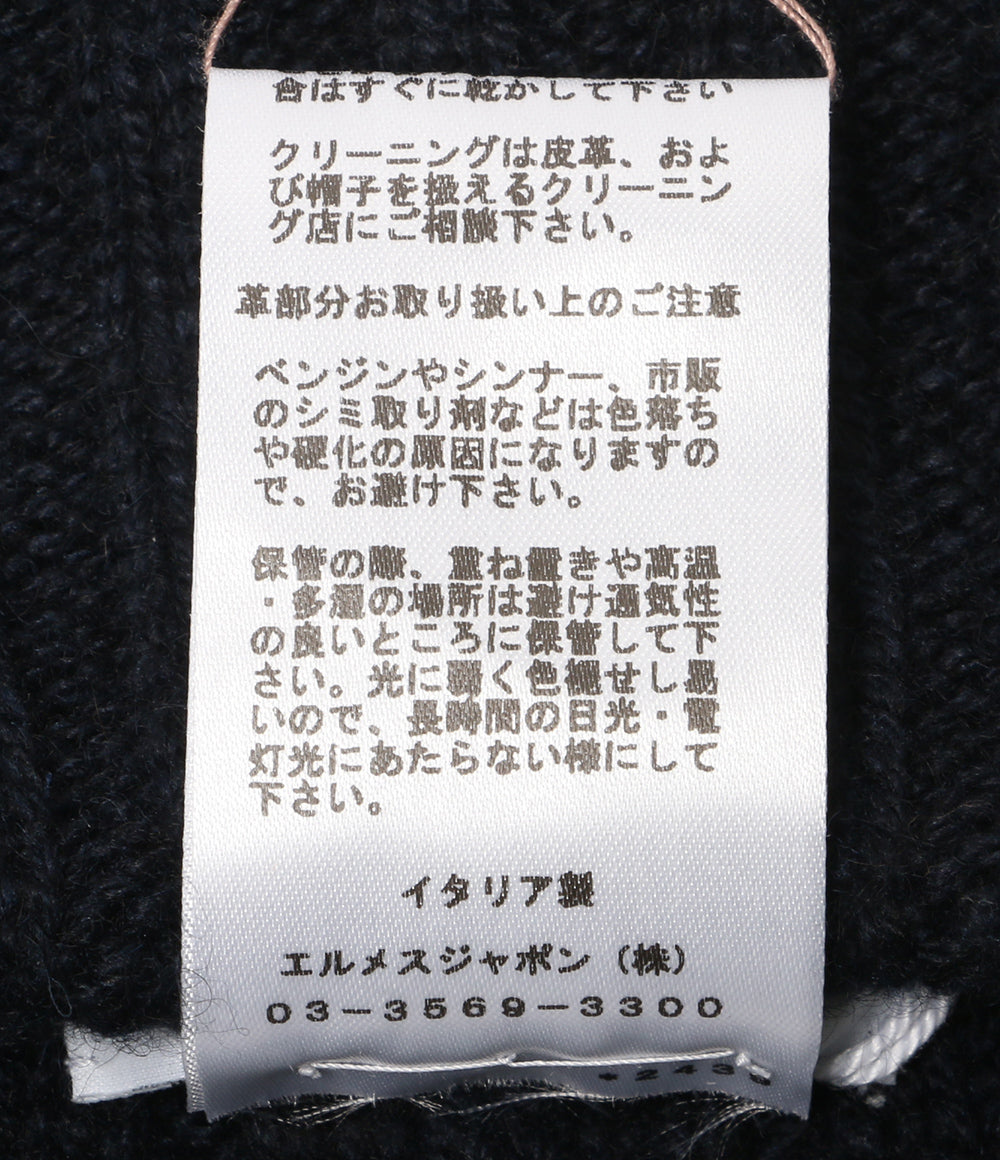 合はすぐに乾かして下さい
クリーニングは皮革、およ
び帽子を扱えるクリーニン
グ店にご相談下さい。
革部分お取り扱い上のご注意
ベンジンやシンナー、市販
のシミ取り剤などは色落ち
や硬化の原因になりますの
で、お避け下さい。
保管の際、重ね置きや高温
・多湿の場所は避け通気性
の良いところに保管して下
さい。光に弱く色褪せし易
いので、長時間の日光・電
灯光にあたらない様にして
下さい。
イタリア製
エルメスジャポン（株）
03-3569-3300